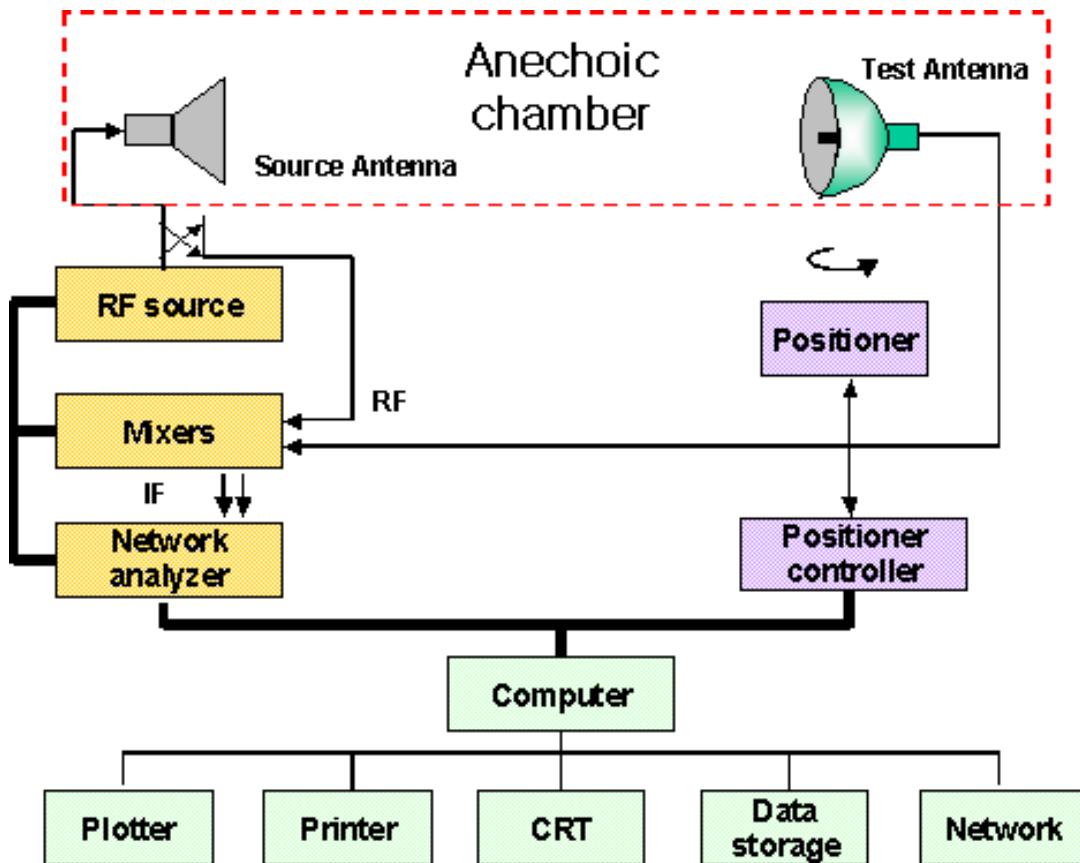 Anechoic
chamber
Test Antenna
Source Antenna
RF source
Positioner
RF
Mixers
IF
Network
analyzer
Positioner
controller
Computer
Plotter
Printer
CRT
Data
storage
Network